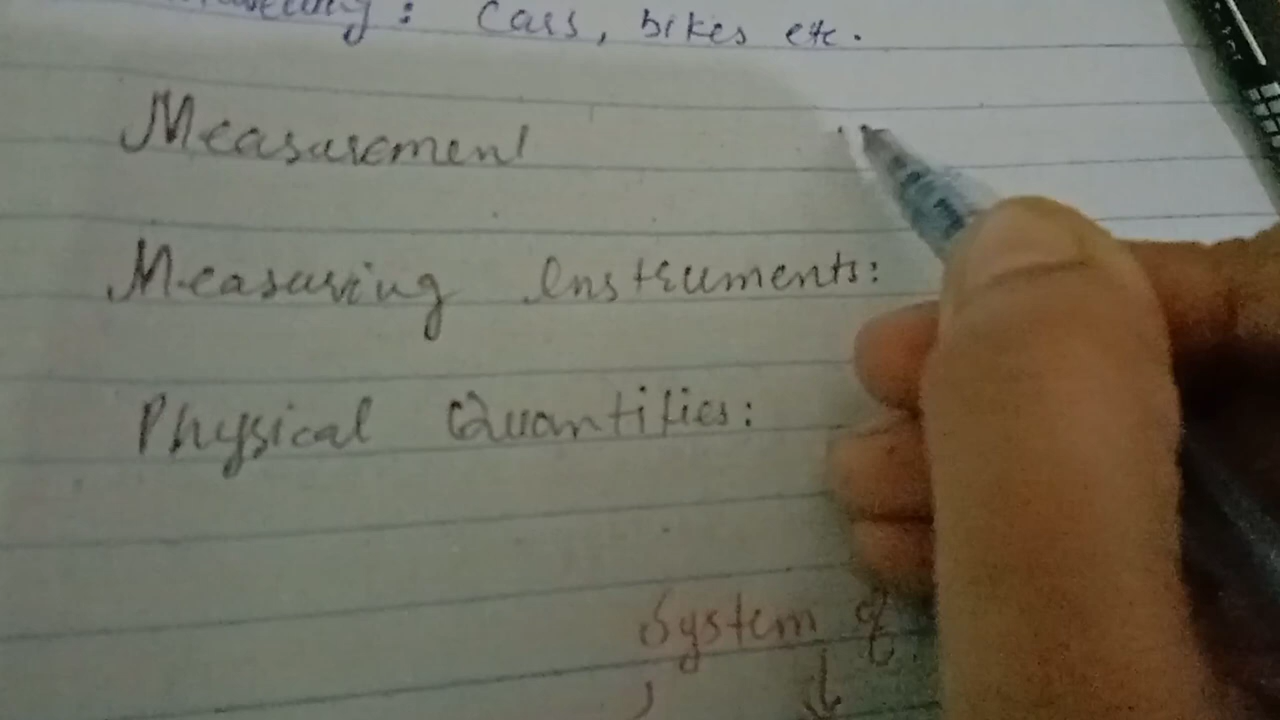 : Cars, bikes etc.
Measurement
Measuring Instruments:
Physical Quantities:
System of